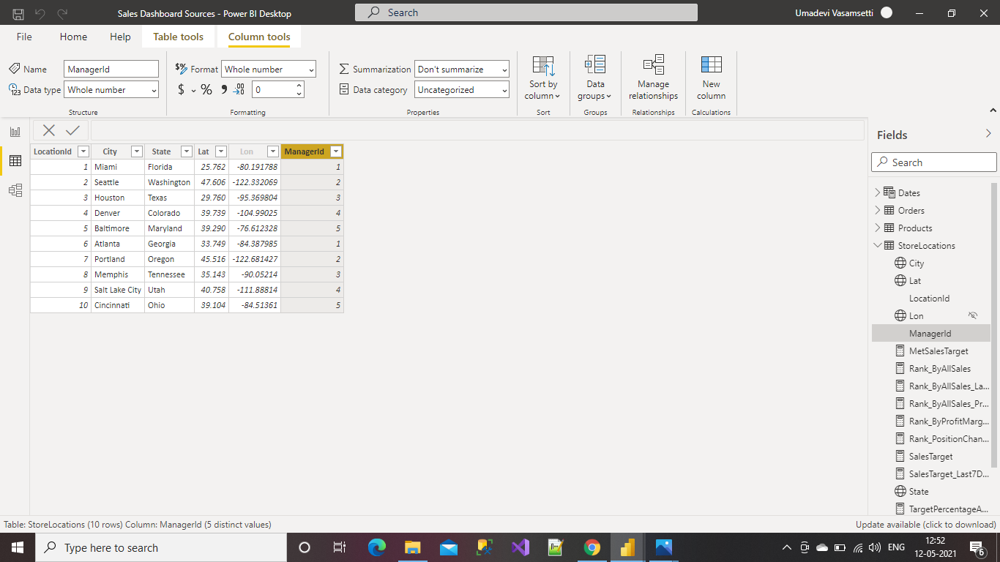 Sales Dashboard Sources - Power BI Desktop
Search
Umadevi Vasamsetti
File Home Help Table tools Column tools
Name ManagerId
Data type Whole number
Structure
Format Whole number
$ % 0
Formatting
Summarization Don't summarize
Data category Uncategorized
Properties
Sort by column
Sort
Data groups
Groups
Manage relationships
Relationships
New column
Calculations
LocationId City State Lat Lon ManagerId
1 Miami Florida 25.762 -80.191788 1
2 Seattle Washington 47.606 -122.332069 2
3 Houston Texas 29.760 -95.369804 3
4 Denver Colorado 39.739 -104.99025 4
5 Baltimore Maryland 39.290 -76.612328 5
6 Atlanta Georgia 33.749 -84.387985 1
7 Portland Oregon 45.516 -122.681427 2
8 Memphis Tennessee 35.143 -90.05214 3
9 Salt Lake City Utah 40.758 -111.88814 4
10 Cincinnati Ohio 39.104 -84.51361 5
Fields
Search
Dates
Orders
Products
StoreLocations
City
Lat
LocationId
Lon
ManagerId
MetSalesTarget
Rank_ByAllSales
Rank_ByAllSales_La...
Rank_ByAllSales_Pr...
Rank_ByProfitMarg...
Rank_PositionChan...
SalesTarget
SalesTarget_Last7D...
State
TargetPercentageA...
Table: StoreLocations (10 rows) Column: ManagerId (5 distinct values)
Update available (click to download)
Type here to search
ENG
12:52
12-05-2021
6